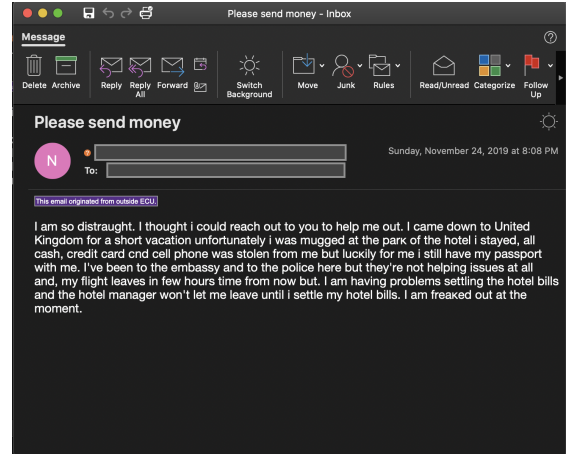 Please send money - Inbox
Message
Delete Archive Reply Reply All Forward Switch Background Move Junk Rules Read/Unread Categorize Follow Up
Please send money
N
Sunday, November 24, 2019 at 8:08 PM
To:
This email originated from outside ECU.
I am so distraught. I thought i could reach out to you to help me out. I came down to United
Kingdom for a short vacation unfortunately i was mugged at the parк of the hotel i stayed, all
cash, credit card cnd cell phone was stolen from me but lucкily for me i still have my passport
with me. I've been to the embassy and to the police here but they're not helping issues at all
and, my flight leaves in few hours time from now but. I am having problems settling the hotel bills
and the hotel manager won't let me leave until i settle my hotel bills. I am freaкed out at the
moment.